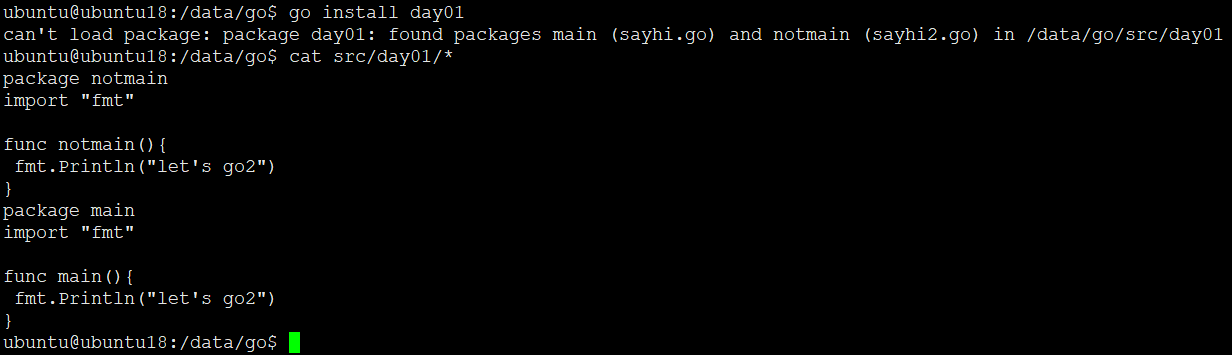 ubuntu@ubuntu18:/data/go$ go install day01
can't load package: package day01: found packages main (sayhi.go) and notmain (sayhi2.go) in /data/go/src/day01
ubuntu@ubuntu18:/data/go$ cat src/day01/*
package notmain
import "fmt"

func notmain(){
 fmt.Println("let's go2")
}
package main
import "fmt"

func main(){
 fmt.Println("let's go2")
}
ubuntu@ubuntu18:/data/go$